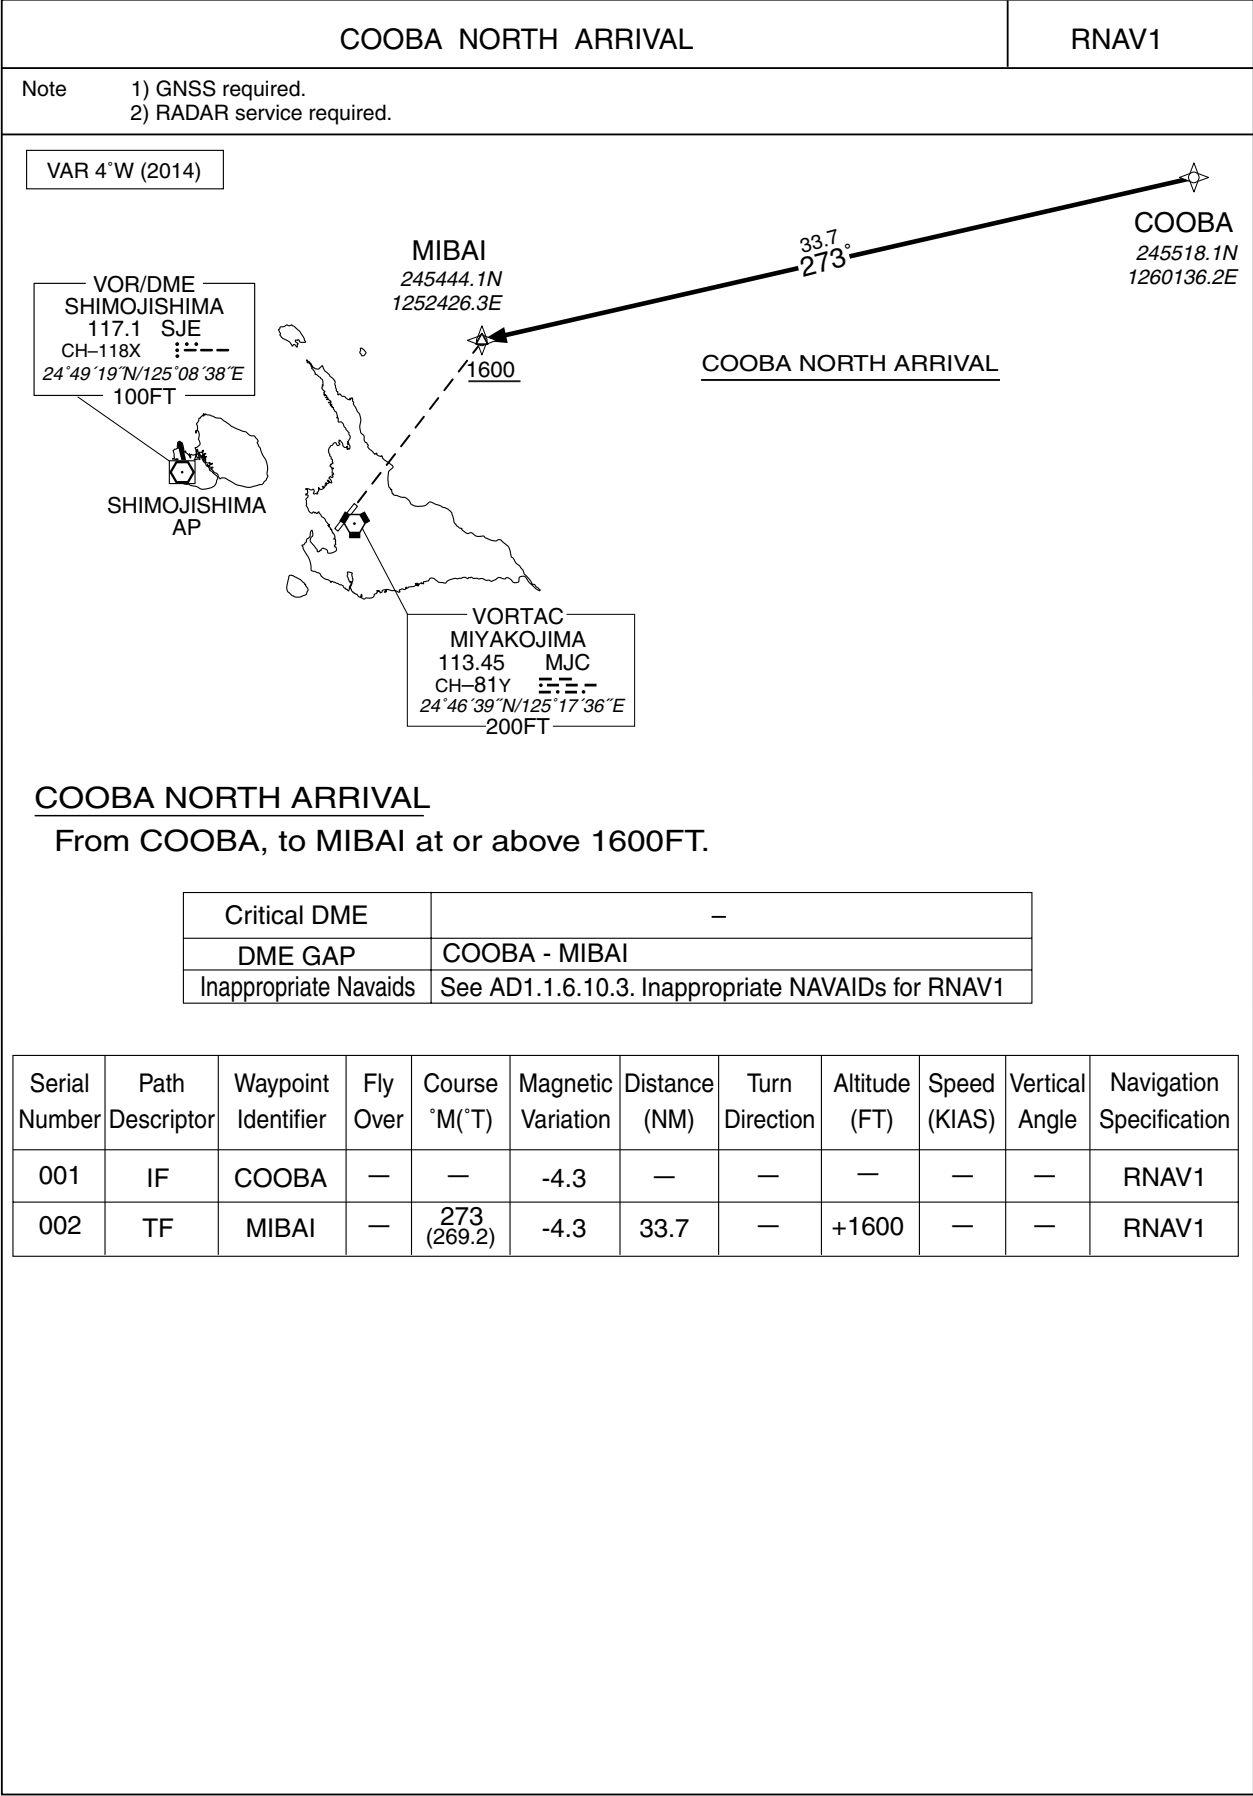 COOBA NORTH ARRIVAL
RNAV1
Note 1) GNSS required.
2) RADAR service required.
VAR 4˚W (2014)
COOBA
245518.1N
1260136.2E
33.7
273˚
MIBAI
245444.1N
1252426.3E
1600
COOBA NORTH ARRIVAL
VOR/DME
SHIMOJISHIMA
117.1 SJE
CH–118X
24˚49´19˝N/125˚08´38˝E
100FT
SHIMOJISHIMA
AP
VORTAC
MIYAKOJIMA
113.45 MJC
CH–81Y
24˚46´39˝N/125˚17´36˝E
200FT
COOBA NORTH ARRIVAL
From COOBA, to MIBAI at or above 1600FT.
Critical DME –
DME GAP COOBA - MIBAI
Inappropriate Navaids See AD1.1.6.10.3. Inappropriate NAVAIDs for RNAV1
Serial Number Path Descriptor Waypoint Identifier Fly Over Course ˚M(˚T) Magnetic Variation Distance (NM) Turn Direction Altitude (FT) Speed (KIAS) Vertical Angle Navigation Specification
001 IF COOBA — — -4.3 — — — — — RNAV1
002 TF MIBAI — 273 (269.2) -4.3 33.7 — +1600 — — RNAV1